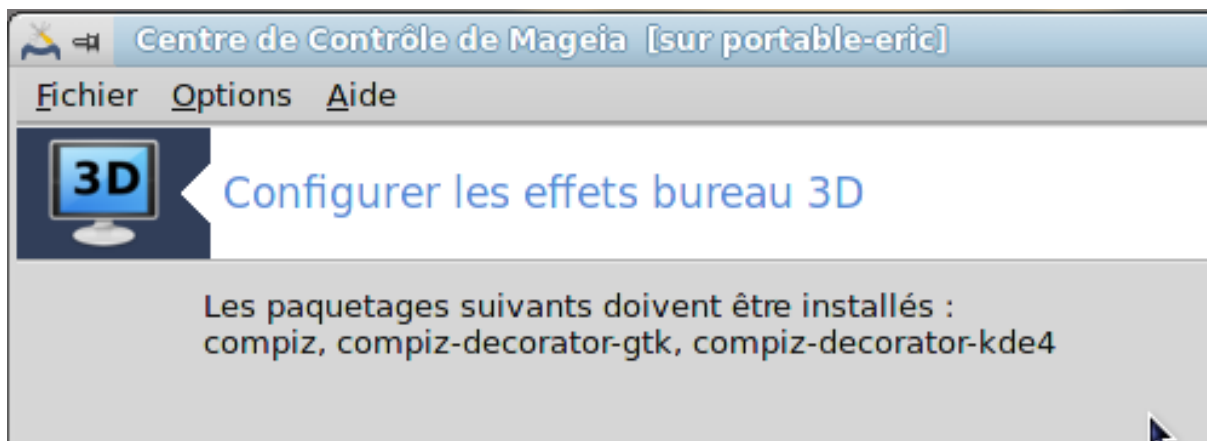 Centre de Contrôle de Mageia [sur portable-eric]
Fichier Options Aide
3D
Configurer les effets bureau 3D
Les paquetages suivants doivent être installés :
compiz, compiz-decorator-gtk, compiz-decorator-kde4